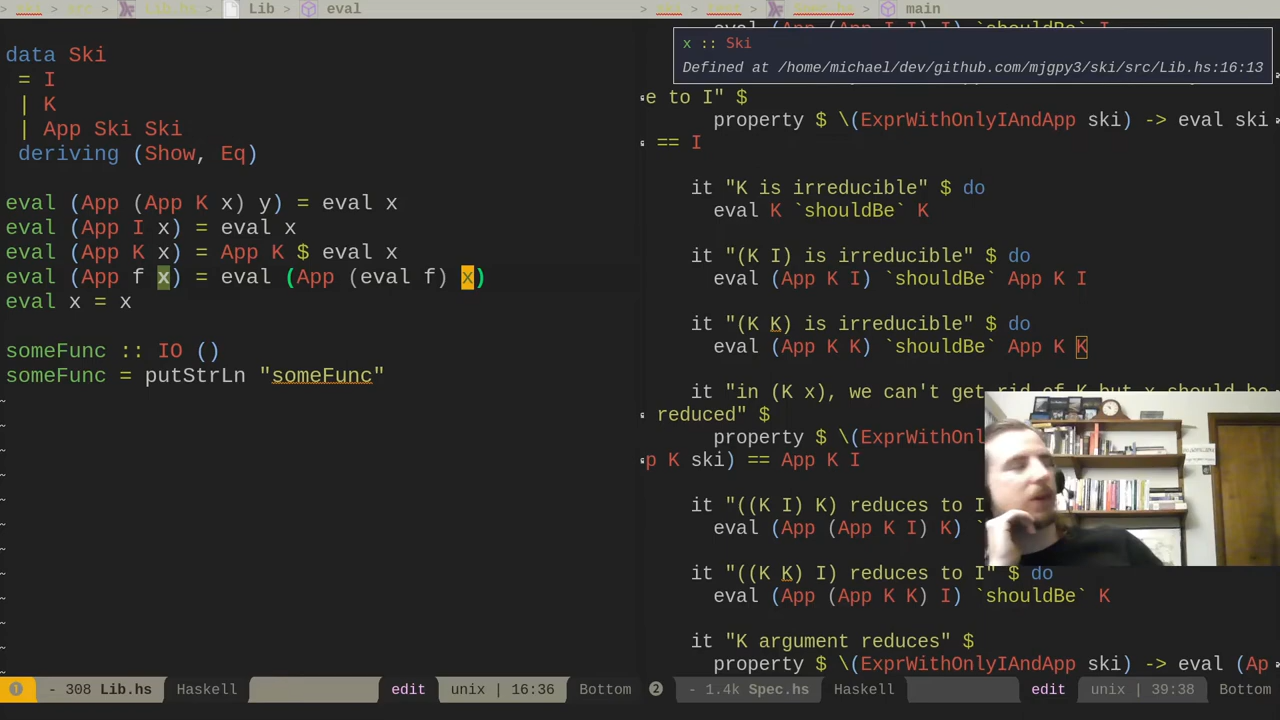 > src > Lib.hs > Lib > eval
data Ski
= I
| K
| App Ski Ski
deriving (Show, Eq)
eval (App (App K x) y) = eval x
eval (App I x) = eval x
eval (App K x) = App K $ eval x
eval (App f x) = eval (App (eval f) x)
eval x = x
someFunc :: IO ()
someFunc = putStrLn "someFunc"
~
~
~
~
~
~
~
~
~
~
~
~
1 - 308 Lib.hs Haskell edit unix | 16:36 Bottom
> main
x :: Ski
Defined at /home/michael/dev/github.com/mjgpy3/ski/src/Lib.hs:16:13
e to I" $
property $ \(ExprWithOnlyIAndApp ski) -> eval ski
== I
it "K is irreducible" $ do
eval K `shouldBe` K
it "(K I) is irreducible" $ do
eval (App K I) `shouldBe` App K I
it "(K K) is irreducible" $ do
eval (App K K) `shouldBe` App K K
it "in (K x), we can't get rid of K but x should be
reduced" $
property $ \(ExprWithOnl
p K ski) == App K I
it "((K I) K) reduces to I
eval (App (App K I) K) `
it "((K K) I) reduces to I" $ do
eval (App (App K K) I) `shouldBe` K
it "K argument reduces" $
property $ \(ExprWithOnlyIAndApp ski) -> eval (Ap
2 - 1.4k Spec.hs Haskell edit unix | 39:38 Bottom